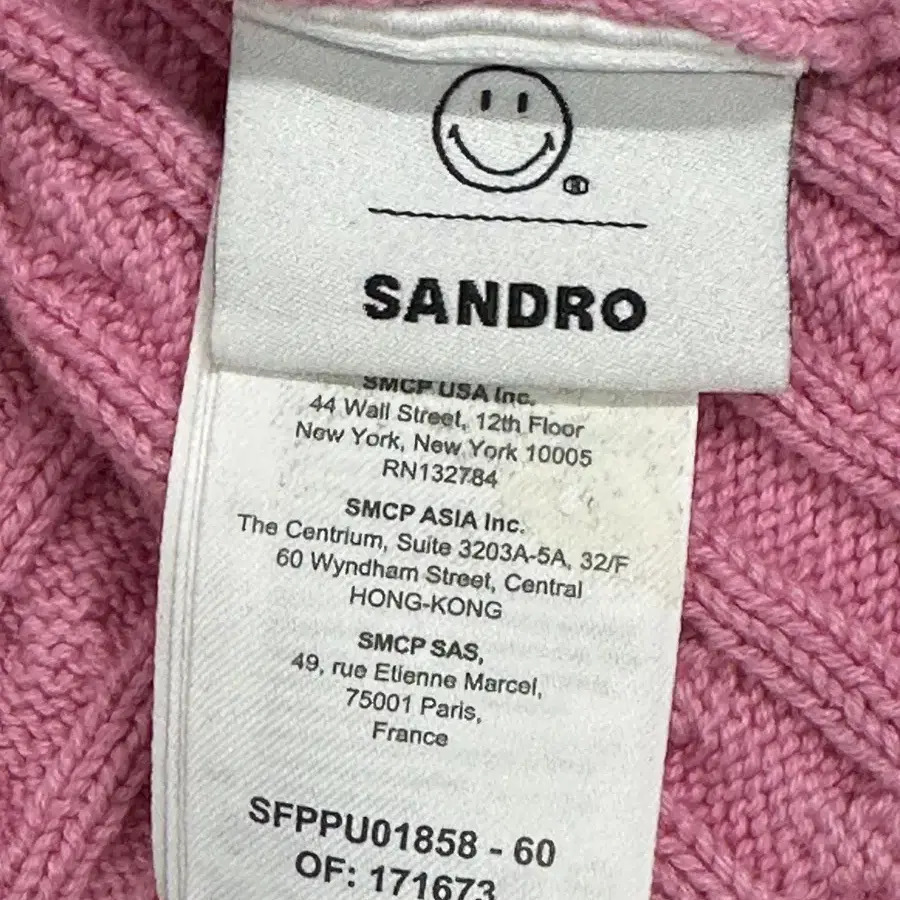 ®
SANDRO
SMCP USA Inc.
44 Wall Street, 12th Floor
New York, New York 10005
RN132784
SMCP ASIA Inc.
The Centrium, Suite 3203A-5A, 32/F
60 Wyndham Street, Central
HONG-KONG
SMCP SAS,
49, rue Etienne Marcel,
75001 Paris,
France
SFPPU01858 - 60
OF: 171673